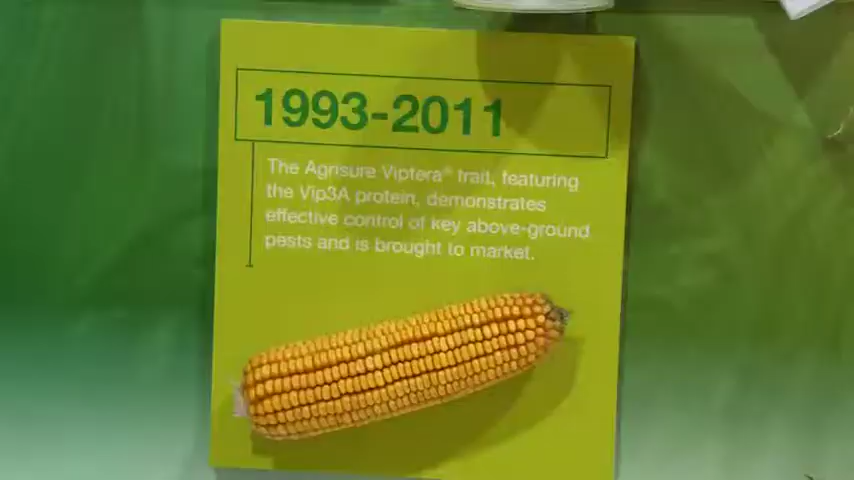 1993-2011
The Agrisure Viptera® trait, featuring
the Vip3A protein, demonstrates
effective control of key above-ground
pests and is brought to market.